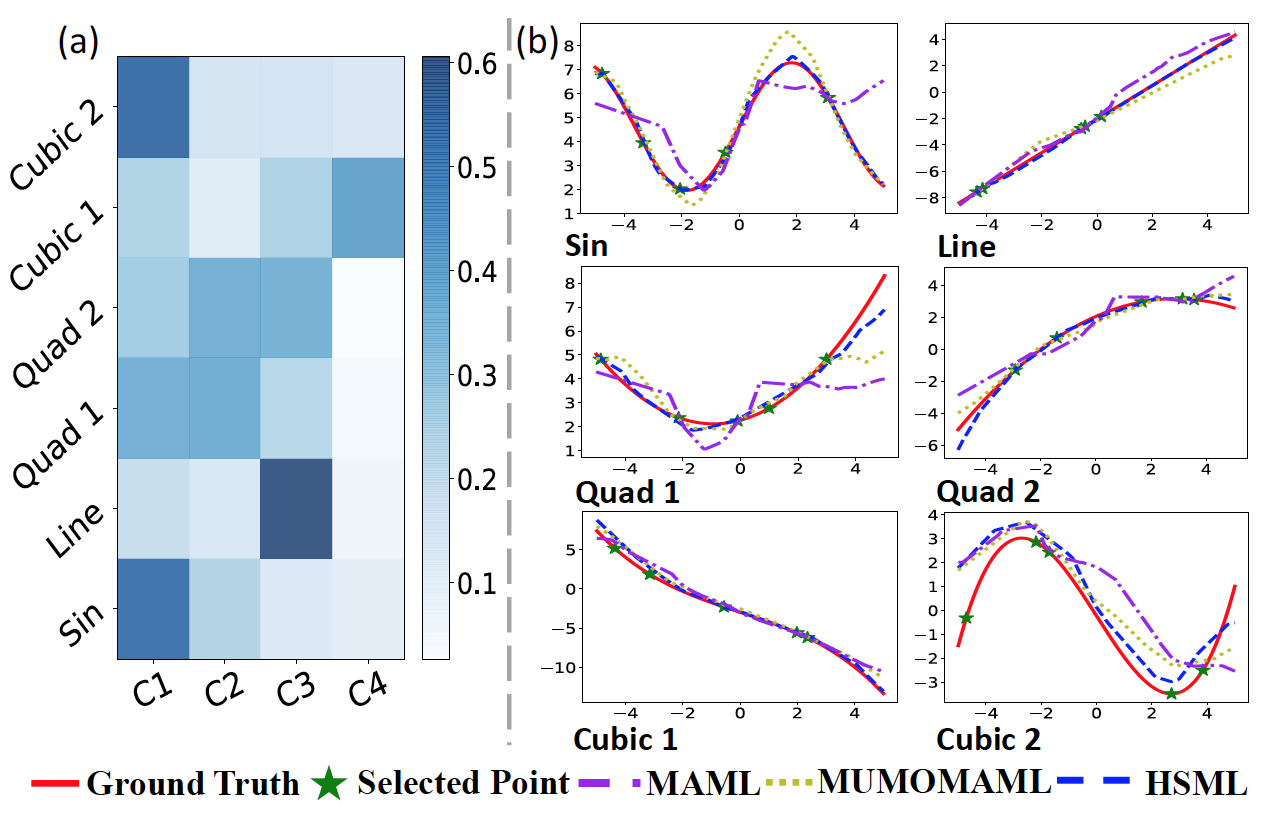 (a)
Cubic 2
Cubic 1
Quad 2
Quad 1
Line
Sin
C1 C2 C3 C4
0.6
0.5
0.4
0.3
0.2
0.1
(b)
8
7
6
5
4
3
2
1
−4 −2 0 2 4
Sin
4
2
0
−2
−4
−6
−8
−4 −2 0 2 4
Line
8
7
6
5
4
3
2
1
−4 −2 0 2 4
Quad 1
4
2
0
−2
−4
−6
−4 −2 0 2 4
Quad 2
5
0
−5
−10
−4 −2 0 2 4
Cubic 1
4
3
2
1
0
−1
−2
−3
−4 −2 0 2 4
Cubic 2
Ground Truth Selected Point MAML MUMOMAML HSML